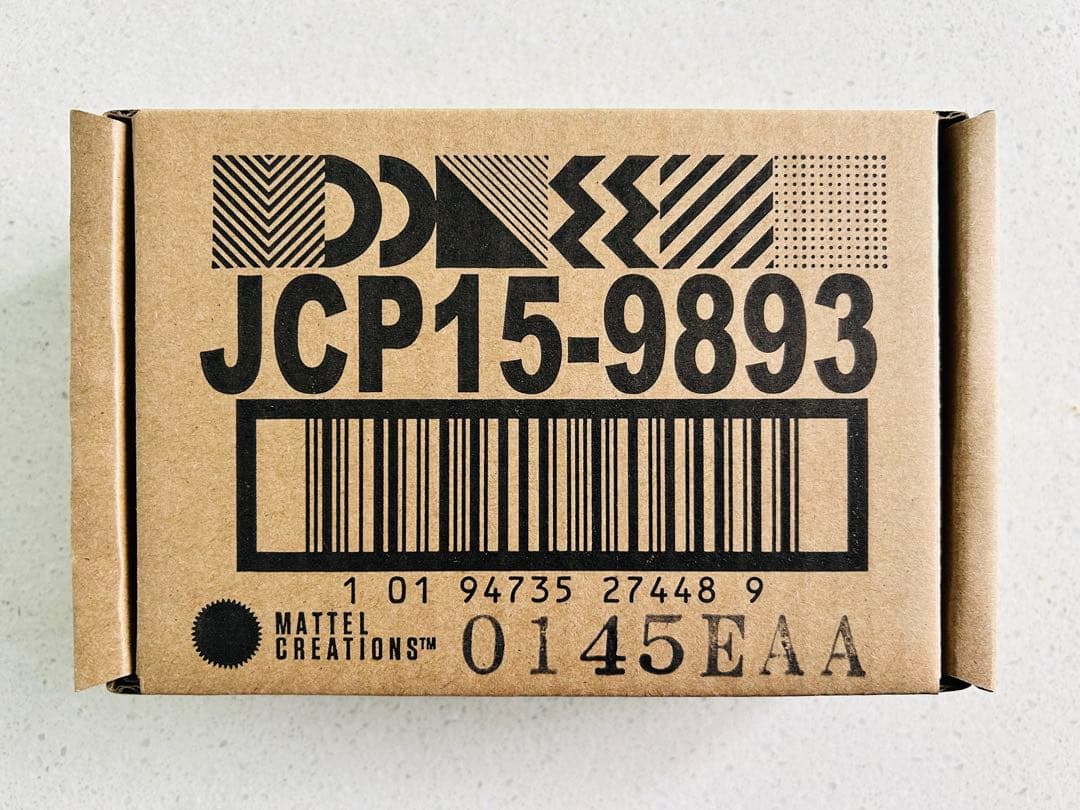 JCP15-9893
1 01 94735 27448 9
MATTEL
CREATIONS™
0145EAA